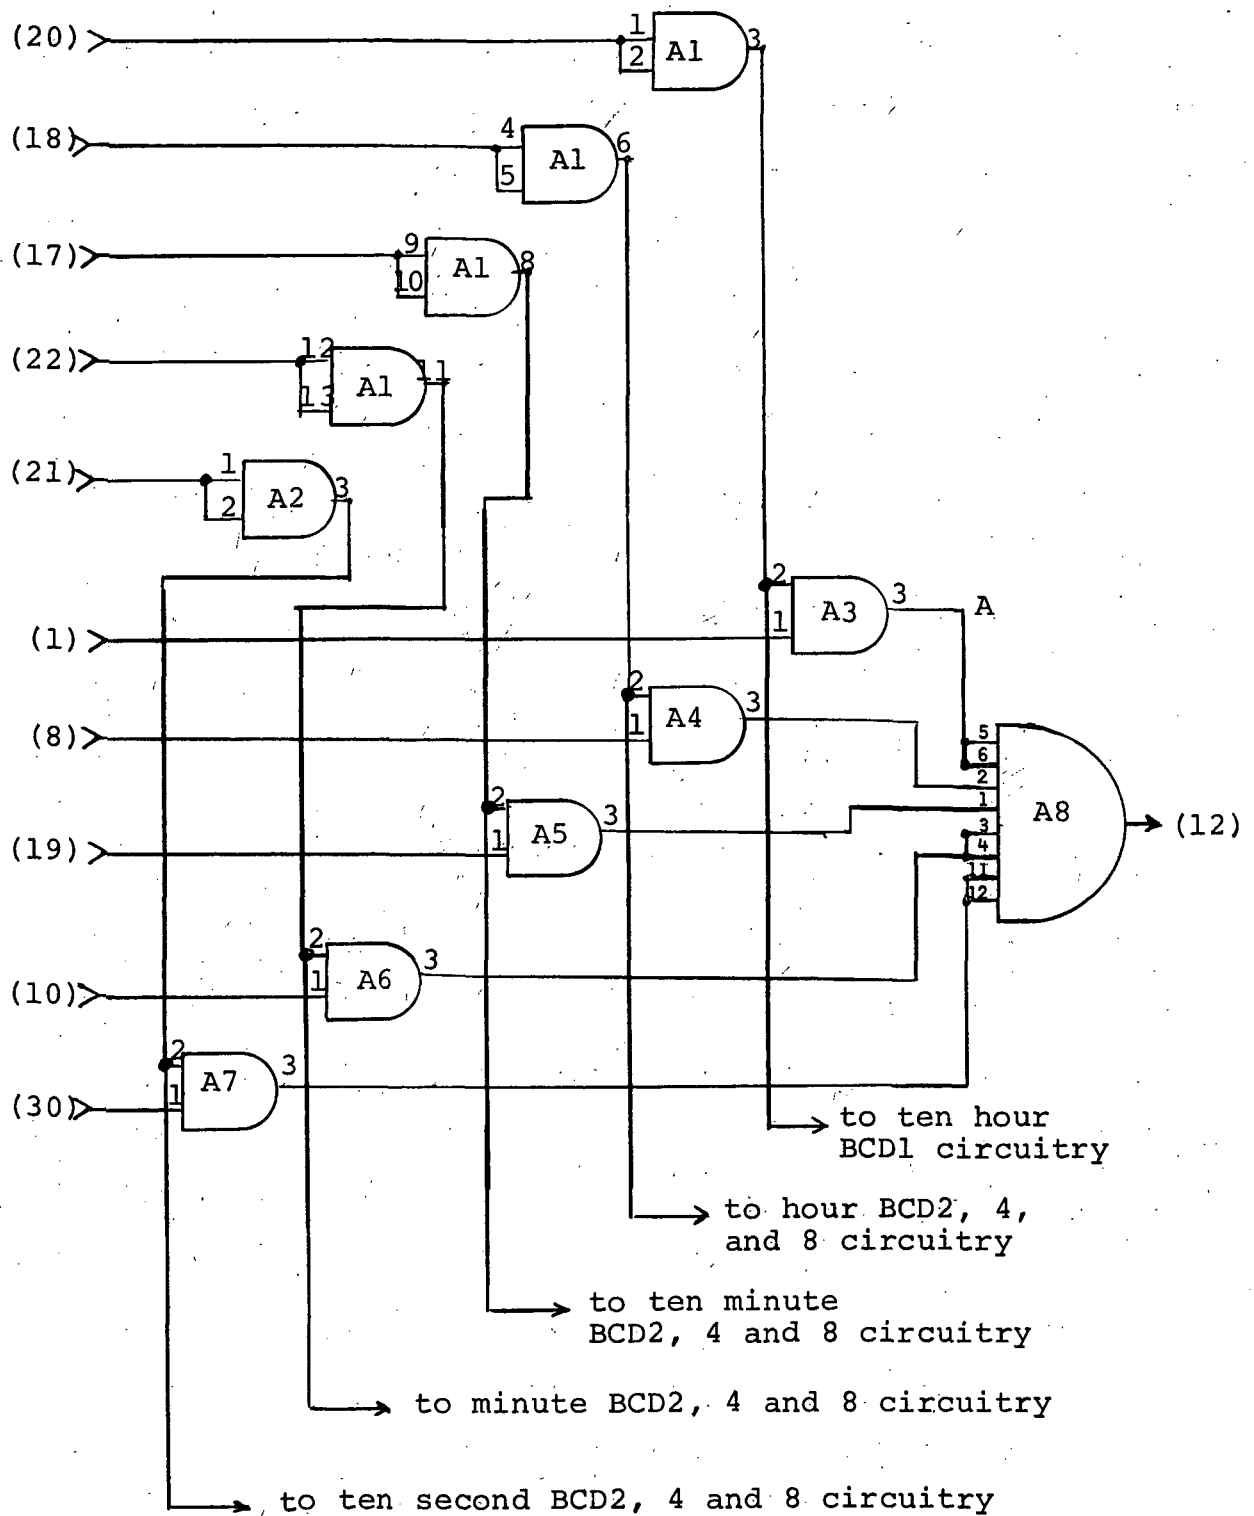 (20) 1 A1 3
2
(18) 4 A1 6
5
(17) 9 A1 8
10
(22) 12 A1 11
13
(21) 1 A2 3
2
2 A3 3 A
(1) 1
2 A4 3
(8) 1
5
6
2
1
3
4
11
12
A8 (12)
2 A5 3
(19) 1
2 A6 3
(10) 1
2 A7 3
(30) 1
to ten hour
BCD1 circuitry
to hour BCD2, 4,
and 8 circuitry
to ten minute
BCD2, 4 and 8 circuitry
to minute BCD2, 4 and 8 circuitry
to ten second BCD2, 4 and 8 circuitry